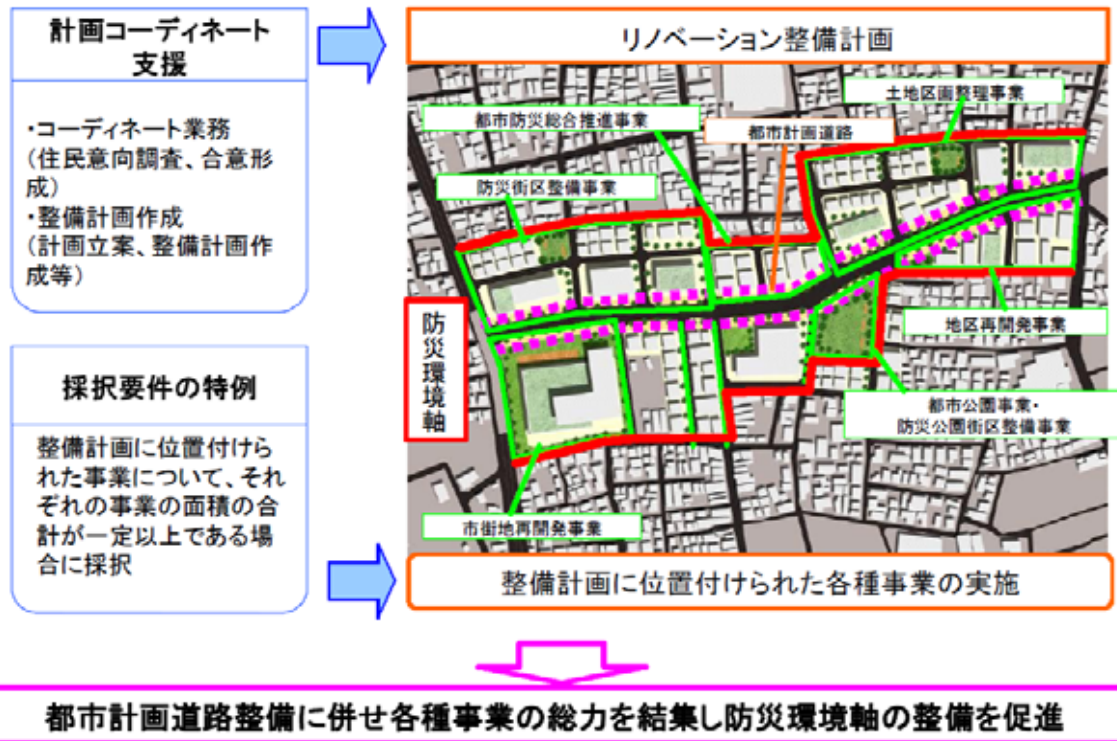 計画コーディネート
支援
・コーディネート業務
(住民意向調査、合意形
成)
・整備計画作成
(計画立案、整備計画作
成等)
採択要件の特例
整備計画に位置付けら
れた事業について、それ
ぞれの事業の面積の合
計が一定以上である場
合に採択
リノベーション整備計画
土地区画整理事業
都市防災総合推進事業
都市計画道路
防災街区整備事業
防災環境軸
地区再開発事業
都市公園事業・
防災公園街区整備事業
市街地再開発事業
整備計画に位置付けられた各種事業の実施
都市計画道路整備に併せ各種事業の総力を結集し防災環境軸の整備を促進